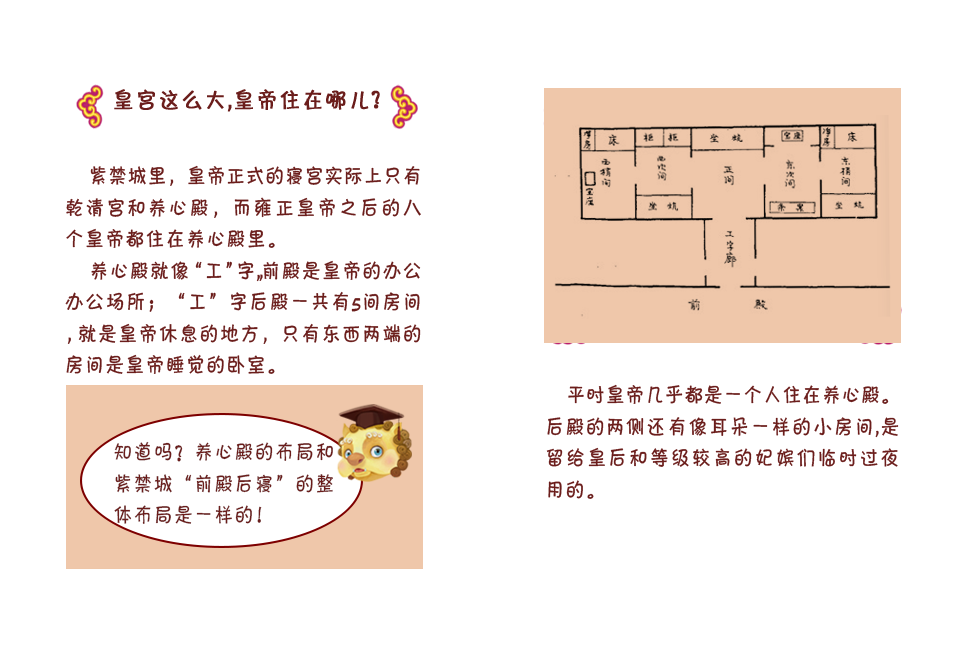 皇宫这么大,皇帝住在哪儿?
紫禁城里，皇帝正式的寝宫实际上只有
乾清宫和养心殿，而雍正皇帝之后的八
个皇帝都住在养心殿里。
养心殿就像“工”字„前殿是皇帝的办公
办公场所；“工”字后殿一共有5间房间
,就是皇帝休息的地方，只有东西两端的
房间是皇帝睡觉的卧室。
知道吗？养心殿的布局和
紫禁城“前殿后寝”的整
体布局是一样的！
净房 床 柜 柜 坐炕 宝座 净房 床
西梢间 西次间 正间 东次间 东梢间
宝座 坐炕 坐炕
工字廊
前 殿
平时皇帝几乎都是一个人住在养心殿。
后殿的两侧还有像耳朵一样的小房间,是
留给皇后和等级较高的妃嫔们临时过夜
用的。